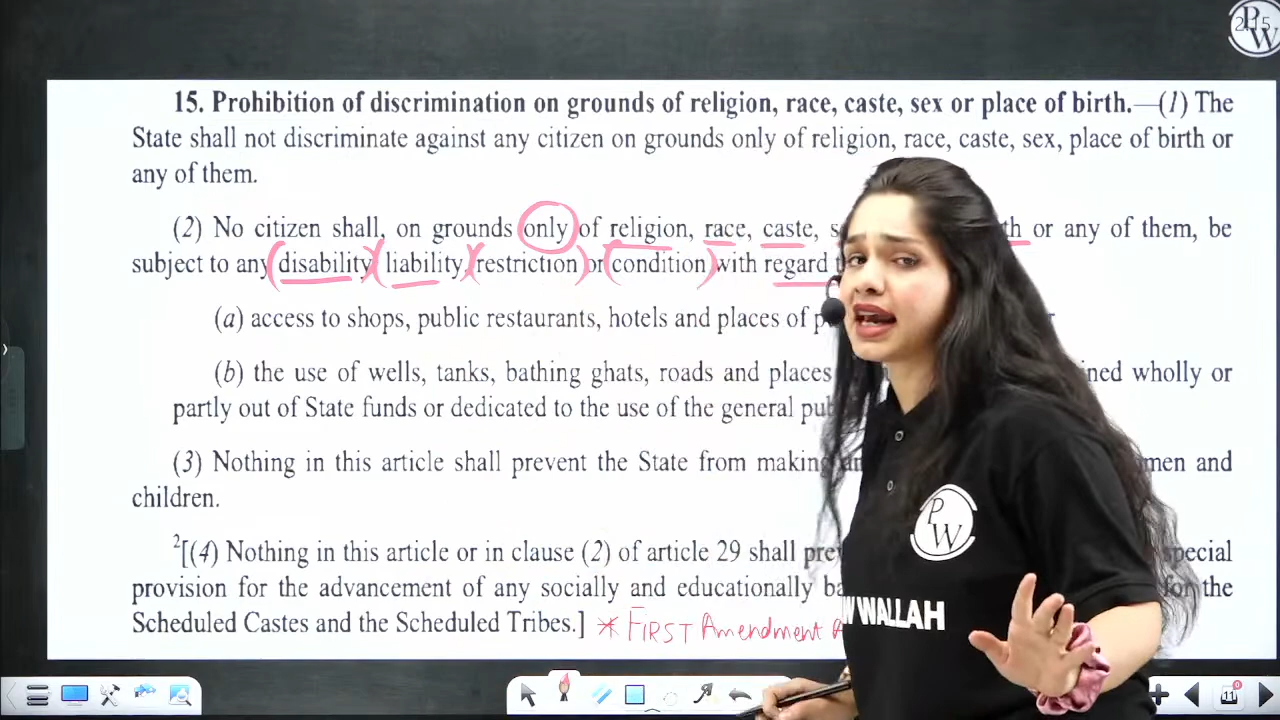 15. Prohibition of discrimination on grounds of religion, race, caste, sex or place of birth.—(1) The
State shall not discriminate against any citizen on grounds only of religion, race, caste, sex, place of birth or
any of them.
(2) No citizen shall, on grounds only of religion, race, caste, or any of them, be
subject to any disability, liability, restriction or condition with regard
(a) access to shops, public restaurants, hotels and places of
(b) the use of wells, tanks, bathing ghats, roads and places wholly or
partly out of State funds or dedicated to the use of the general
(3) Nothing in this article shall prevent the State from making and
children.
2[(4) Nothing in this article or in clause (2) of article 29 shall special
provision for the advancement of any socially and educationally for the
Scheduled Castes and the Scheduled Tribes.] * FIRST Amendment
PW
PW
WALLAH
11